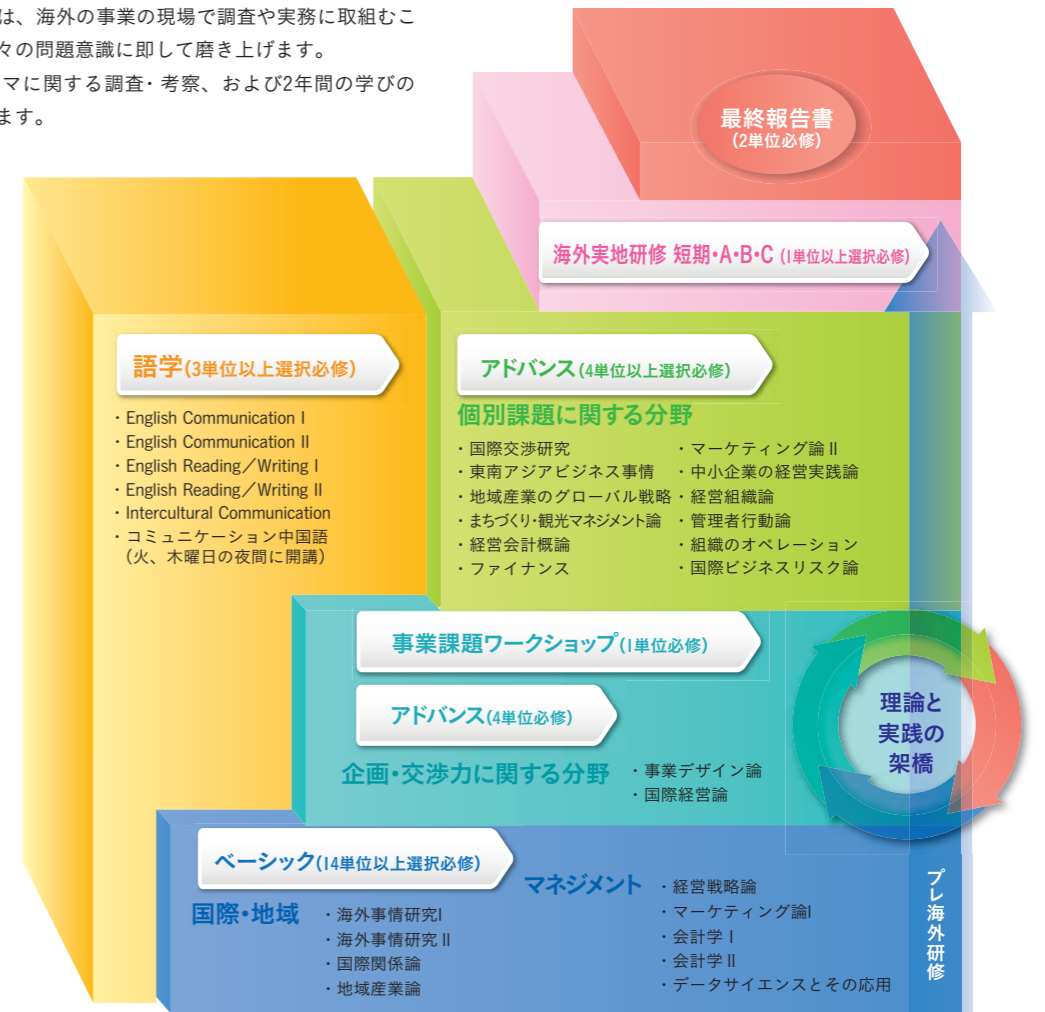 は、海外の事業の現場で調査や実務に取組むこ
々の問題意識に即して磨き上げます。
マに関する調査・考察、および2年間の学びの
ます。
最終報告書
(2単位必修)
海外実地研修 短期・A・B・C (1単位以上選択必修)
語学(3単位以上選択必修)
・English Communication I
・English Communication II
・English Reading／Writing I
・English Reading／Writing II
・Intercultural Communication
・コミュニケーション中国語
(火、木曜日の夜間に開講)
アドバンス(4単位以上選択必修)
個別課題に関する分野
・国際交渉研究
・東南アジアビジネス事情
・地域産業のグローバル戦略
・まちづくり・観光マネジメント論
・経営会計概論
・ファイナンス
・マーケティング論Ⅱ
・中小企業の経営実践論
・経営組織論
・管理者行動論
・組織のオペレーション
・国際ビジネスリスク論
事業課題ワークショップ(1単位必修)
アドバンス(4単位必修)
企画・交渉力に関する分野
・事業デザイン論
・国際経営論
理論と
実践の
架橋
ベーシック(14単位以上選択必修)
国際・地域
・海外事情研究I
・海外事情研究Ⅱ
・国際関係論
・地域産業論
マネジメント
・経営戦略論
・マーケティング論I
・会計学Ⅰ
・会計学Ⅱ
・データサイエンスとその応用
プレ海外研修